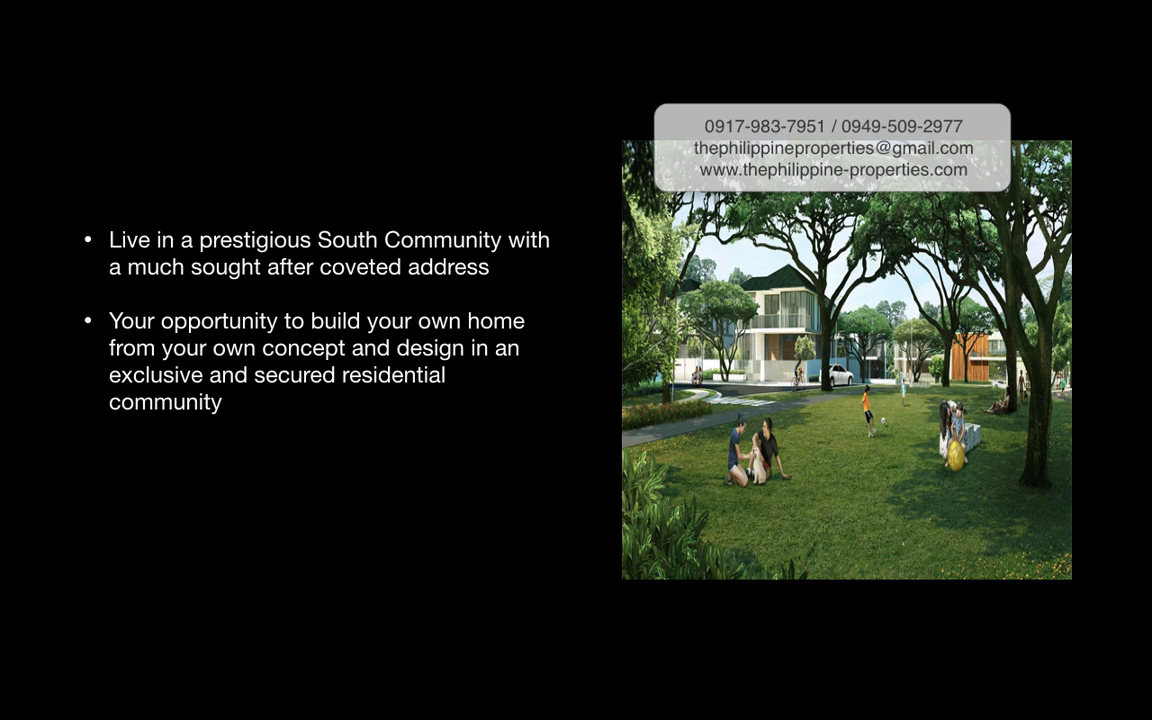 0917-983-7951 / 0949-509-2977
thephilippineproperties@gmail.com
www.thephilippine-properties.com
• Live in a prestigious South Community with
a much sought after coveted address
• Your opportunity to build your own home
from your own concept and design in an
exclusive and secured residential
community